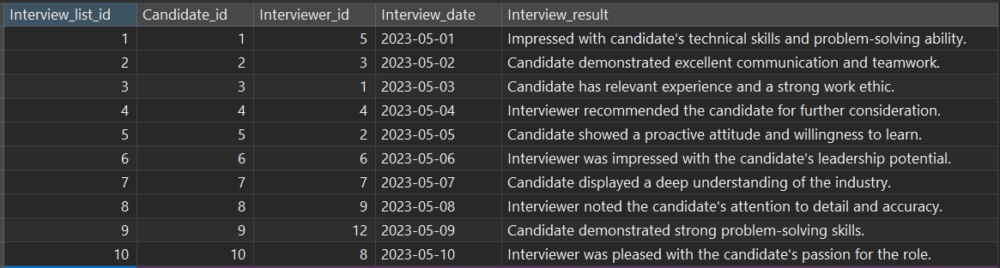 Interview_list_id Candidate_id Interviewer_id Interview_date Interview_result
1 1 5 2023-05-01 Impressed with candidate's technical skills and problem-solving ability.
2 2 3 2023-05-02 Candidate demonstrated excellent communication and teamwork.
3 3 1 2023-05-03 Candidate has relevant experience and a strong work ethic.
4 4 4 2023-05-04 Interviewer recommended the candidate for further consideration.
5 5 2 2023-05-05 Candidate showed a proactive attitude and willingness to learn.
6 6 6 2023-05-06 Interviewer was impressed with the candidate's leadership potential.
7 7 7 2023-05-07 Candidate displayed a deep understanding of the industry.
8 8 9 2023-05-08 Interviewer noted the candidate's attention to detail and accuracy.
9 9 12 2023-05-09 Candidate demonstrated strong problem-solving skills.
10 10 8 2023-05-10 Interviewer was pleased with the candidate's passion for the role.